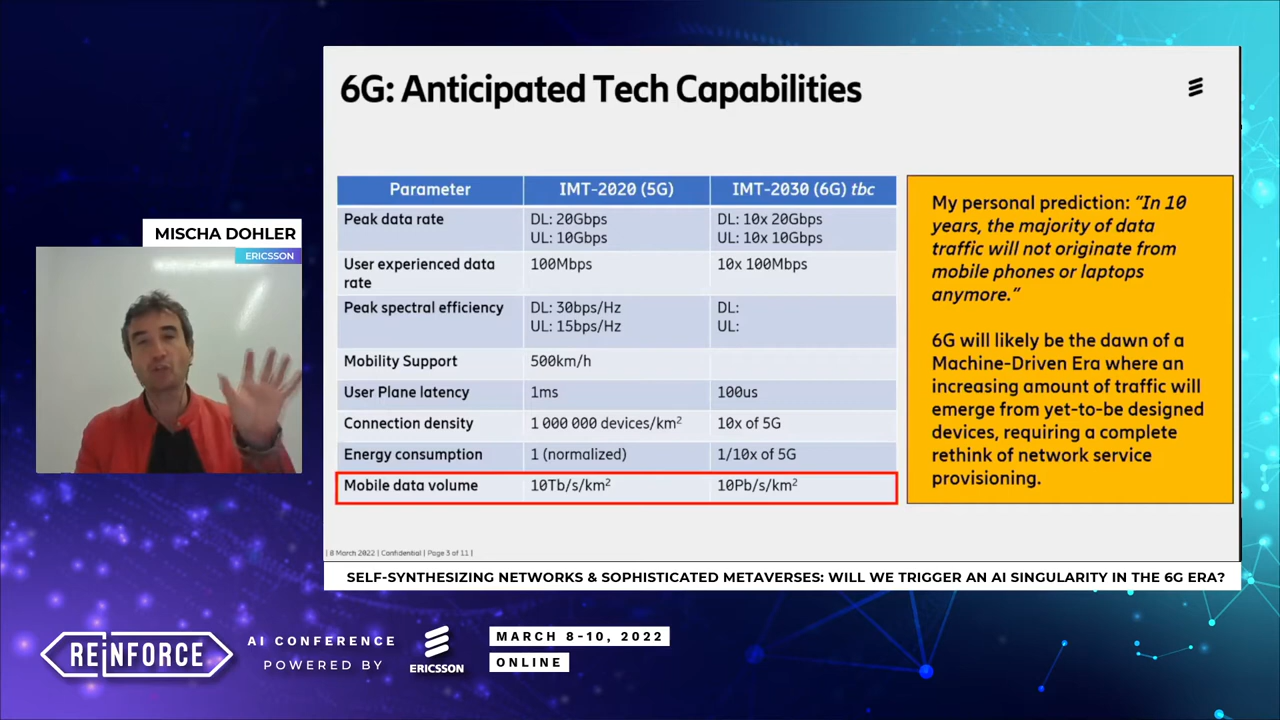 6G: Anticipated Tech Capabilities
Parameter
IMT-2020 (5G)
IMT-2030 (6G) tbc
Peak data rate
DL: 20Gbps
UL: 10Gbps
DL: 10x 20Gbps
UL: 10x 10Gbps
User experienced data
rate
100Mbps
10x 100Mbps
Peak spectral efficiency
DL: 30bps/Hz
UL: 15bps/Hz
DL:
UL:
Mobility Support
500km/h
User Plane latency
1ms
100us
Connection density
1 000 000 devices/km²
10x of 5G
Energy consumption
1 (normalized)
1/10x of 5G
Mobile data volume
10Tb/s/km²
10Pb/s/km²
My personal prediction: “In 10
years, the majority of data
traffic will not originate from
mobile phones or laptops
anymore.”
6G will likely be the dawn of a
Machine-Driven Era where an
increasing amount of traffic will
emerge from yet-to-be designed
devices, requiring a complete
rethink of network service
provisioning.
| 8 March 2022 | Confidential | Page 3 of 11 |
MISCHA DOHLER
ERICSSON
SELF-SYNTHESIZING NETWORKS & SOPHISTICATED METAVERSES: WILL WE TRIGGER AN AI SINGULARITY IN THE 6G ERA?
REiNFORCE
AI CONFERENCE
POWERED BY
ERICSSON
MARCH 8-10, 2022
ONLINE